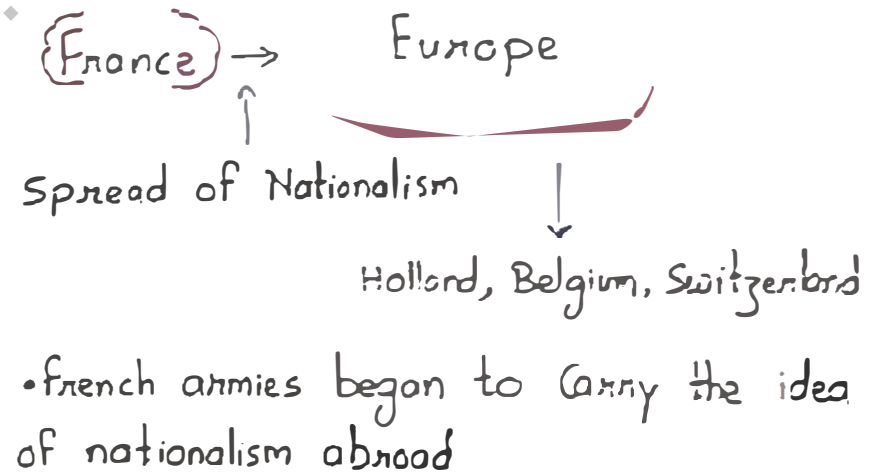 France → Europe
Spread of Nationalism
Holland, Belgium, Switzerland
• French armies began to carry the idea
of nationalism abroad